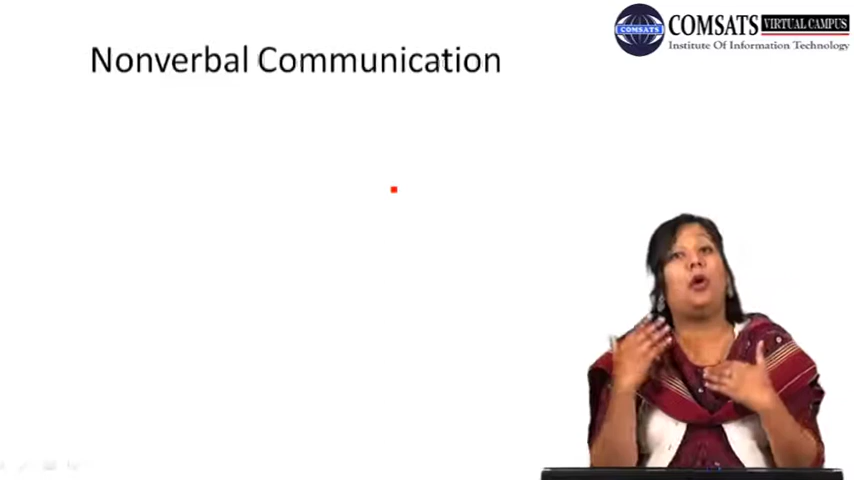 Nonverbal Communication
COMSATS
COMSATS VIRTUAL CAMPUS
Institute Of Information Technology